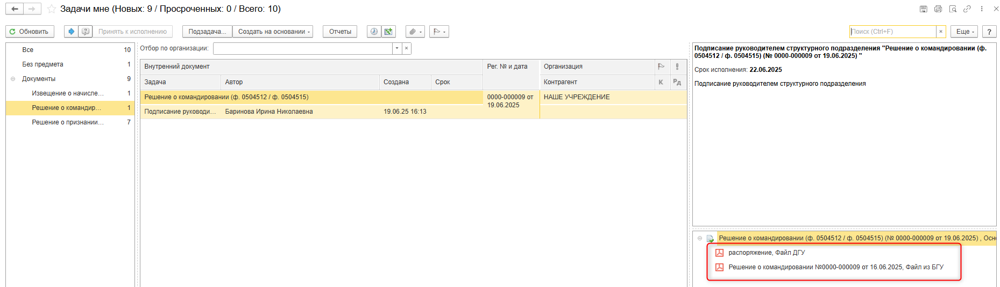 Задачи мне (Новых: 9 / Просроченных: 0 / Всего: 10)
Обновить
Принять к исполнению
Подзадача...
Создать на основании
Отчеты
Поиск (Ctrl+F)
×
Еще
?
Все 10
Без предмета 1
Документы 9
Извещение о начисле... 1
Решение о командир... 1
Решение о признании... 7
Отбор по организации:
×
Внутренний документ Рег. № и дата Организация !
Задача Автор Создана Срок Контрагент К Рд
Решение о командировании (ф. 0504512 / ф. 0504515) 0000-000009 от НАШЕ УЧРЕЖДЕНИЕ
19.06.2025
Подписание руководи... Баринова Ирина Николаевна 19.06.25 16:13
Подписание руководителем структурного подразделения "Решение о командировании (ф.
0504512 / ф. 0504515) (№ 0000-000009 от 19.06.2025) "
Срок исполнения: 22.06.2025
Подписание руководителем структурного подразделения
Решение о командировании (ф. 0504512 / ф. 0504515) (№ 0000-000009 от 19.06.2025) , Осно
распоряжение, Файл ДГУ
Решение о командировании №0000-000009 от 16.06.2025, Файл из БГУ